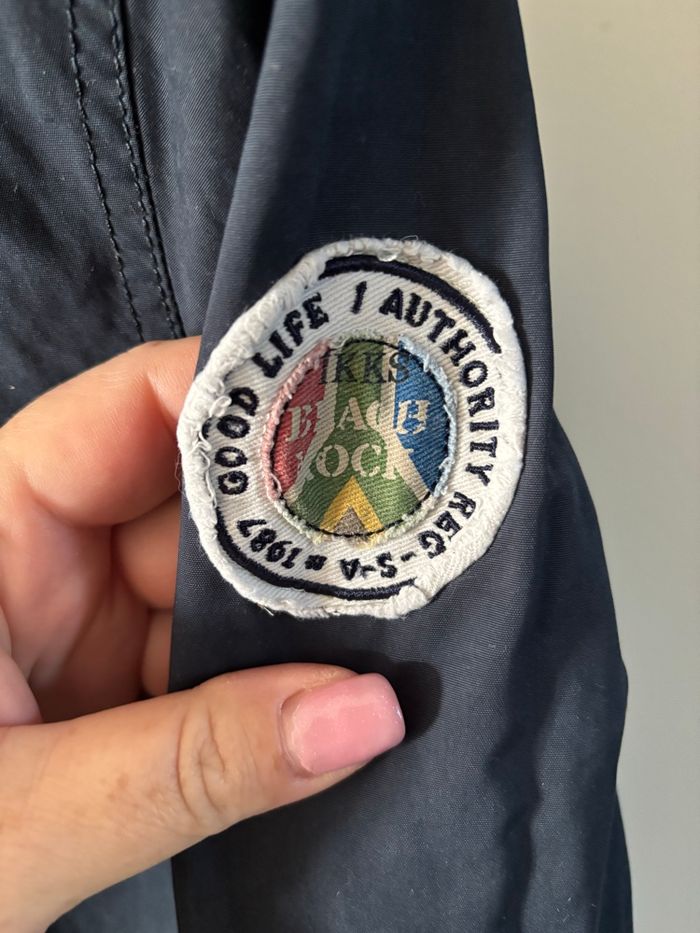 GOOD LIFE / AUTHORITY REG-S-A # 1987
IKKS
BEACH
ROCK